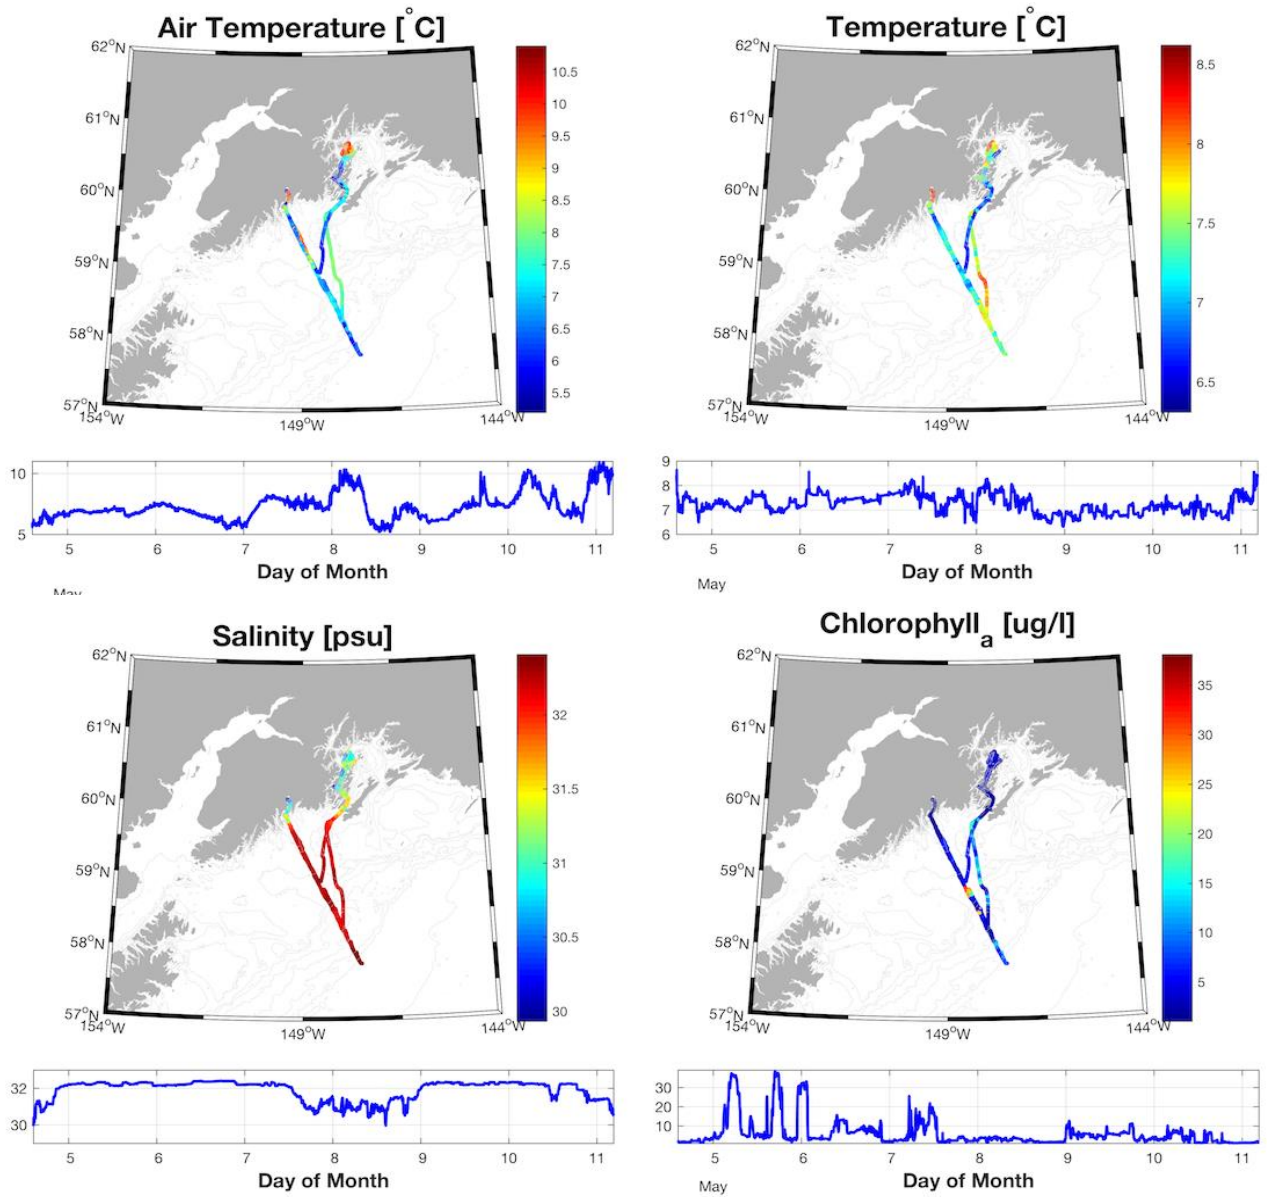 Air Temperature [°C]
62°N
61°N
60°N
59°N
58°N
57°N
154°W
149°W
144°W
10.5
10
9.5
9
8.5
8
7.5
7
6.5
6
5.5
10
5
5 6 7 8 9 10 11
Day of Month
May
Temperature [°C]
62°N
61°N
60°N
59°N
58°N
57°N
154°W
149°W
144°W
8.5
8
7.5
7
6.5
9
8
7
6
5 6 7 8 9 10 11
Day of Month
May
Salinity [psu]
62°N
61°N
60°N
59°N
58°N
57°N
154°W
149°W
144°W
32
31.5
31
30.5
30
32
30
5 6 7 8 9 10 11
Day of Month
Chlorophyll_a [ug/l]
62°N
61°N
60°N
59°N
58°N
57°N
154°W
149°W
144°W
35
30
25
20
15
10
5
30
20
10
5 6 7 8 9 10 11
Day of Month
May